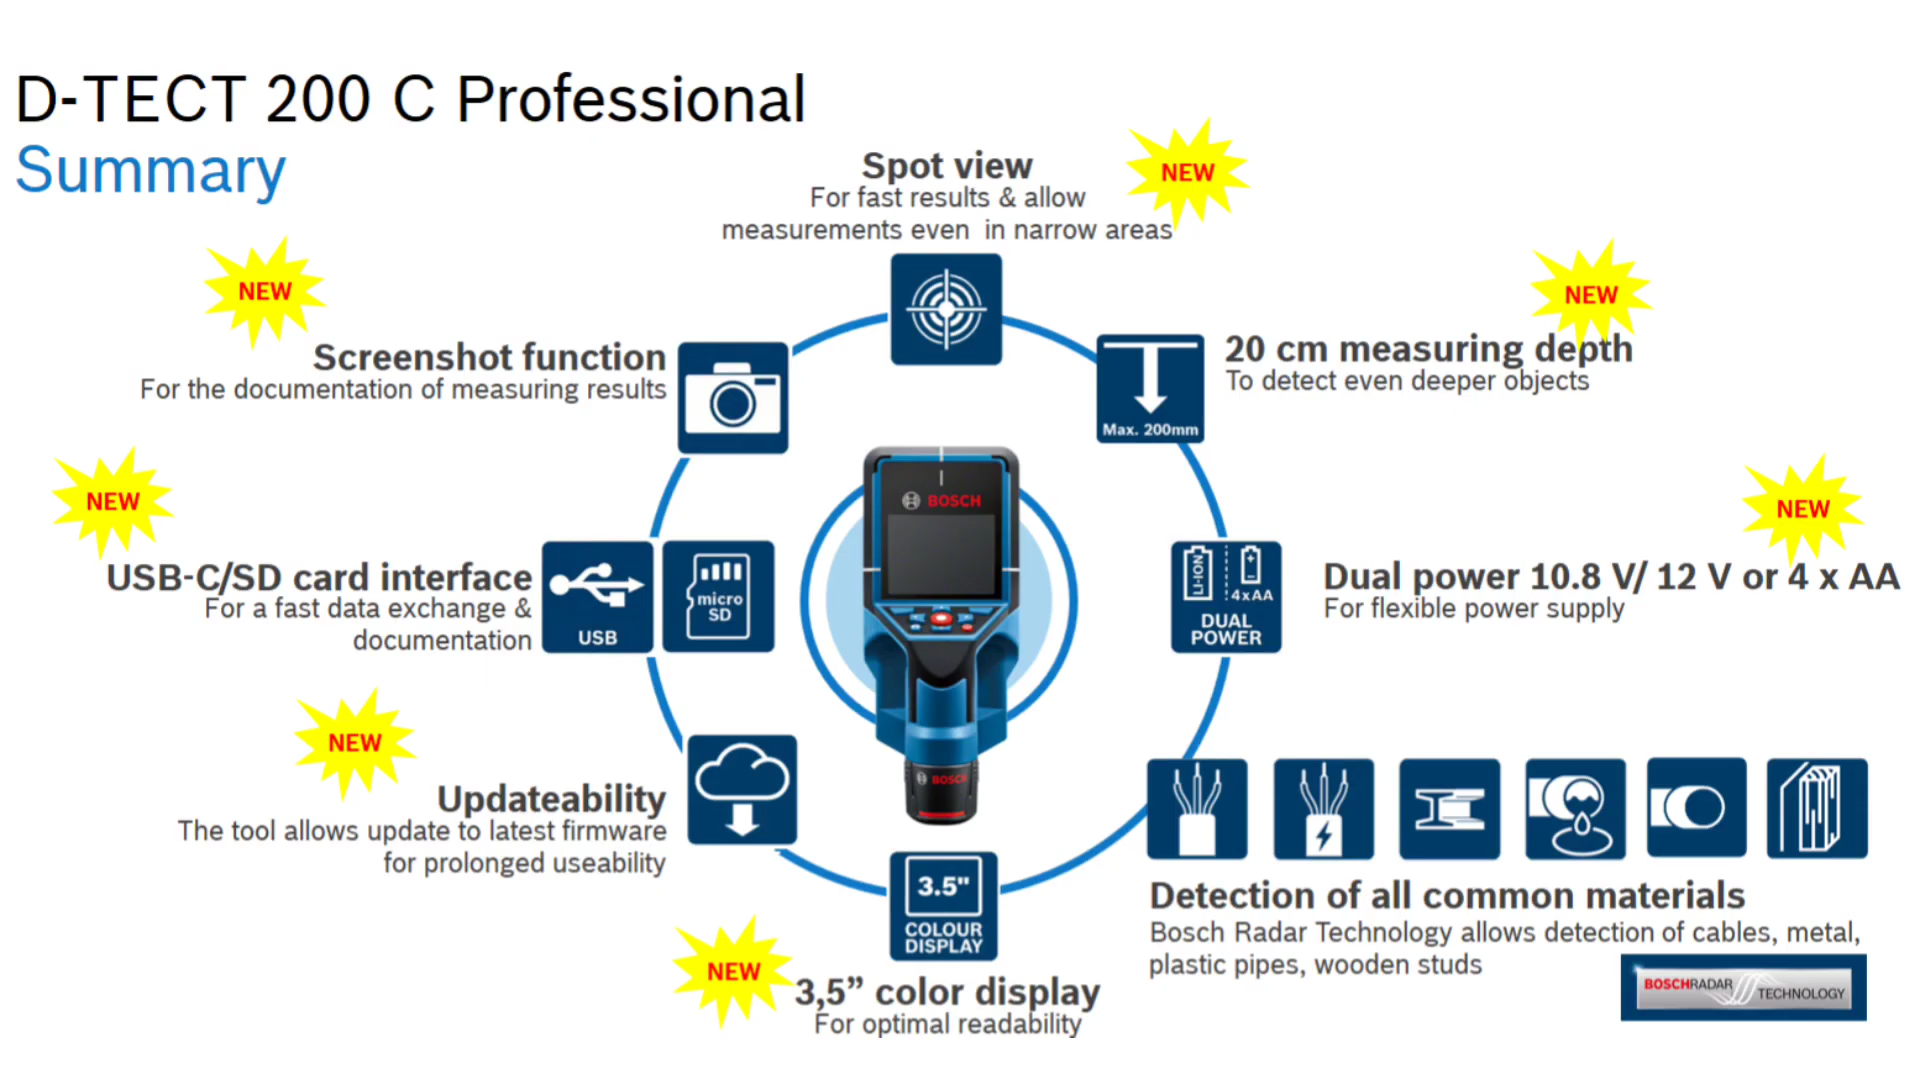 D-TECT 200 C Professional
Summary
Spot view
For fast results & allow
measurements even in narrow areas
NEW
NEW
Screenshot function
For the documentation of measuring results
NEW
20 cm measuring depth
To detect even deeper objects
Max. 200mm
NEW
USB-C/SD card interface
For a fast data exchange &
documentation
USB
micro
SD
BOSCH
LI-ION
4xAA
DUAL
POWER
NEW
Dual power 10.8 V/ 12 V or 4 x AA
For flexible power supply
NEW
Updateability
The tool allows update to latest firmware
for prolonged useability
BOSCH
3.5"
COLOUR
DISPLAY
NEW
3,5” color display
For optimal readability
Detection of all common materials
Bosch Radar Technology allows detection of cables, metal,
plastic pipes, wooden studs
BOSCHRADAR TECHNOLOGY